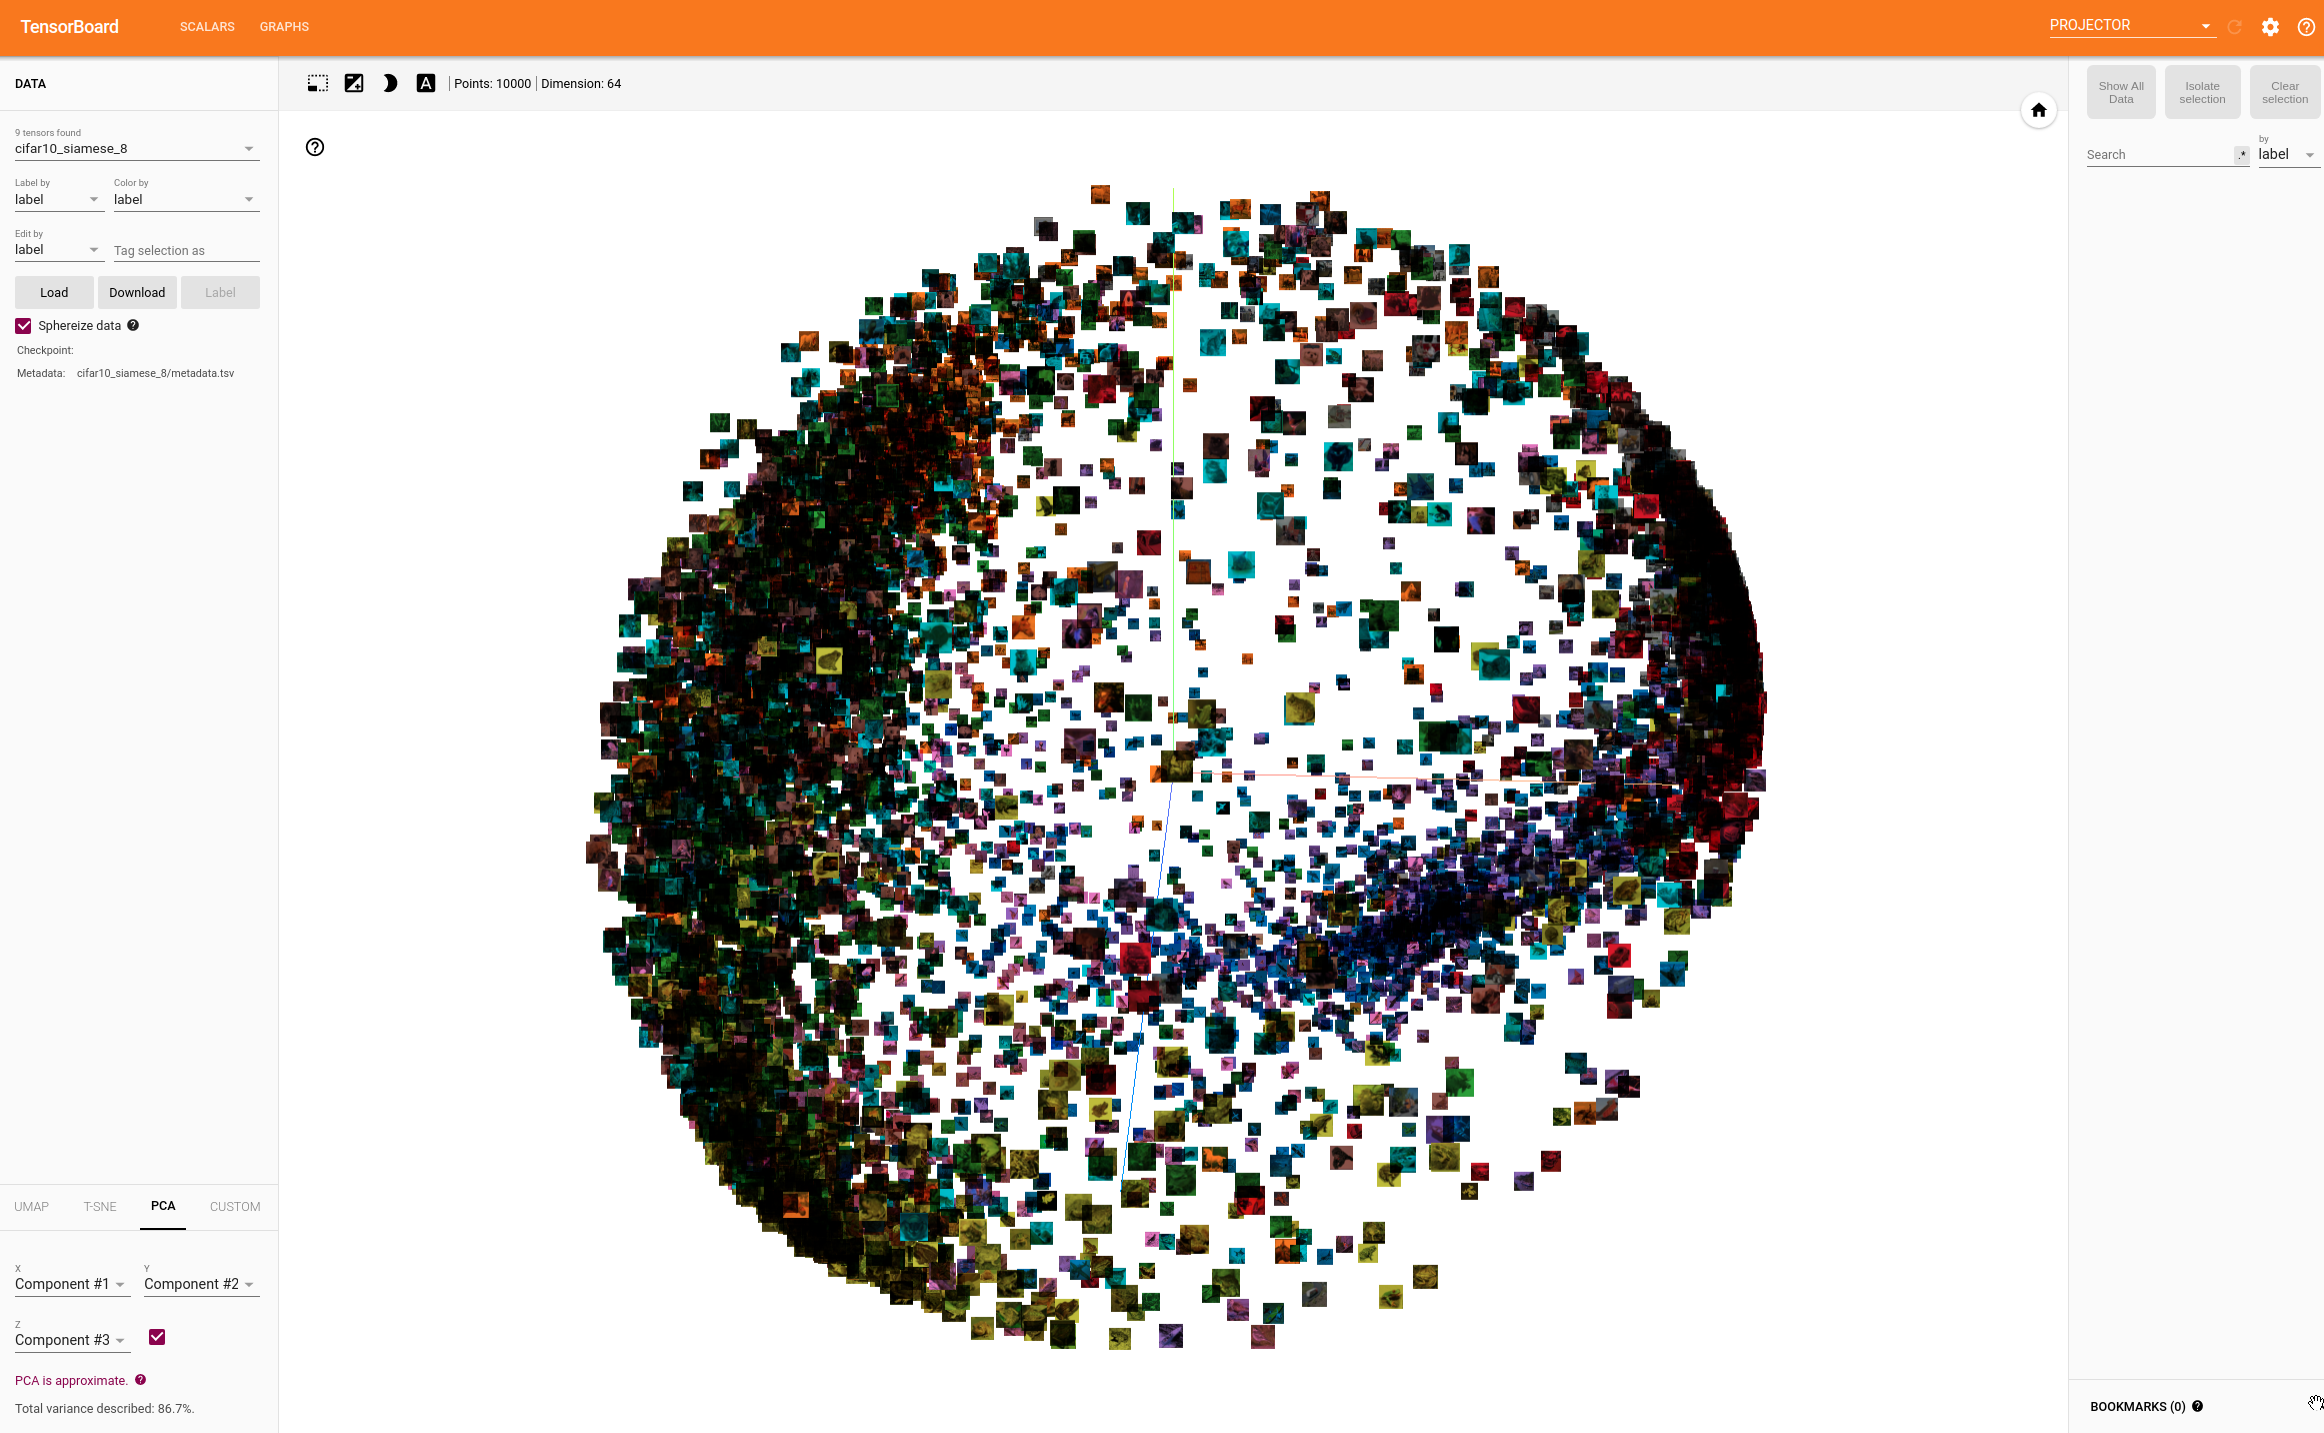 TensorBoard
SCALARS
GRAPHS
PROJECTOR
DATA
Points: 10000
Dimension: 64
9 tensors found
cifar10_siamese_8
Label by
label
Color by
label
Edit by
label
Tag selection as
Load
Download
Label
Sphereize data
Checkpoint:
Metadata: cifar10_siamese_8/metadata.tsv
UMAP
T-SNE
PCA
CUSTOM
X
Component #1
Y
Component #2
Z
Component #3
PCA is approximate.
Total variance described: 86.7%.
Show All
Data
Isolate
selection
Clear
selection
Search
.*
by
label
BOOKMARKS (0)